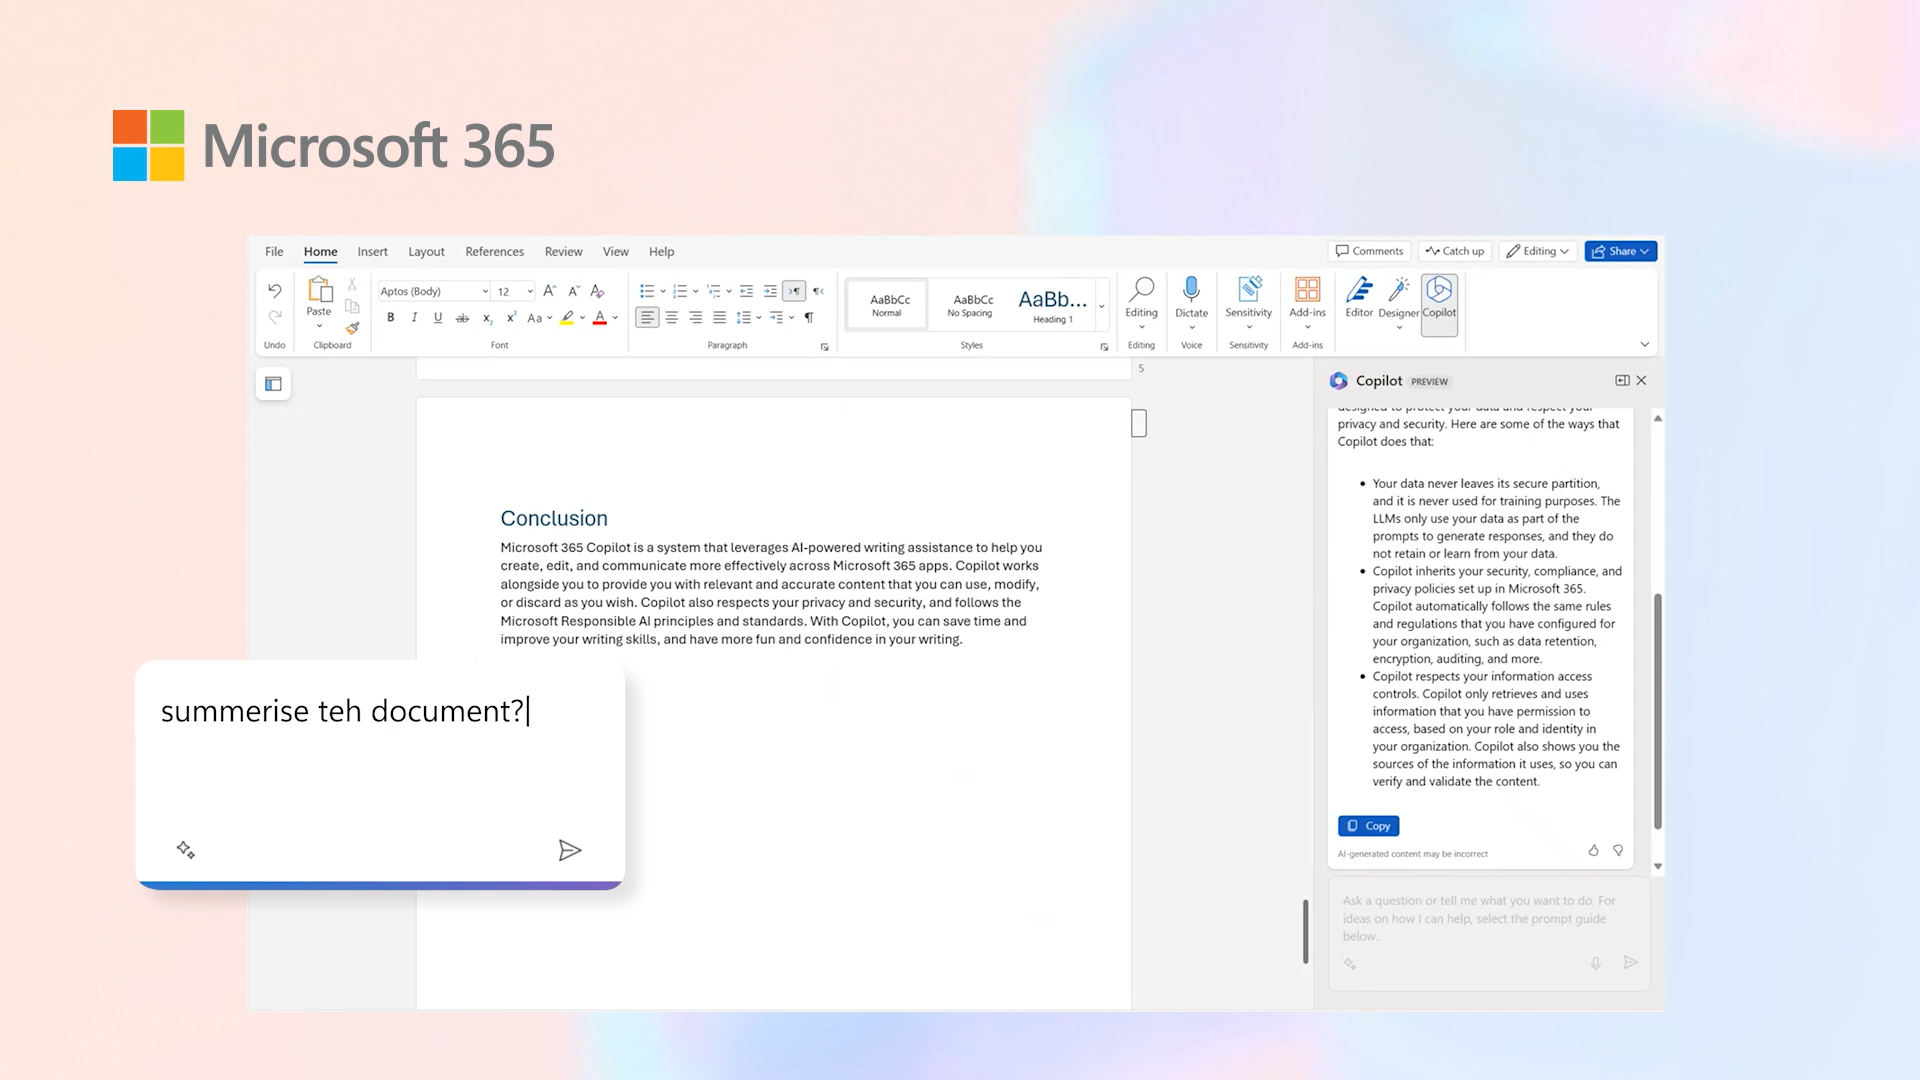 Microsoft 365
File Home Insert Layout References Review View Help
Comments Catch up Editing Share
Paste
Aptos (Body) 12
B I U ab x₂ x² Aa A
AaBbCc
Normal
AaBbCc
No Spacing
AaBb...
Heading 1
Editing Dictate Sensitivity Add-ins Editor Designer Copilot
Undo Clipboard Font Paragraph Styles Editing Voice Sensitivity Add-ins
5
Conclusion
Microsoft 365 Copilot is a system that leverages AI-powered writing assistance to help you
create, edit, and communicate more effectively across Microsoft 365 apps. Copilot works
alongside you to provide you with relevant and accurate content that you can use, modify,
or discard as you wish. Copilot also respects your privacy and security, and follows the
Microsoft Responsible AI principles and standards. With Copilot, you can save time and
improve your writing skills, and have more fun and confidence in your writing.
summerise teh document?
Copilot PREVIEW
designed to protect your data and respect your
privacy and security. Here are some of the ways that
Copilot does that:
• Your data never leaves its secure partition,
and it is never used for training purposes. The
LLMs only use your data as part of the
prompts to generate responses, and they do
not retain or learn from your data.
• Copilot inherits your security, compliance, and
privacy policies set up in Microsoft 365.
Copilot automatically follows the same rules
and regulations that you have configured for
your organization, such as data retention,
encryption, auditing, and more.
• Copilot respects your information access
controls. Copilot only retrieves and uses
information that you have permission to
access, based on your role and identity in
your organization. Copilot also shows you the
sources of the information it uses, so you can
verify and validate the content.
Copy
AI-generated content may be incorrect
Ask a question or tell me what you want to do. For
ideas on how i can help, select the prompt guide
below.